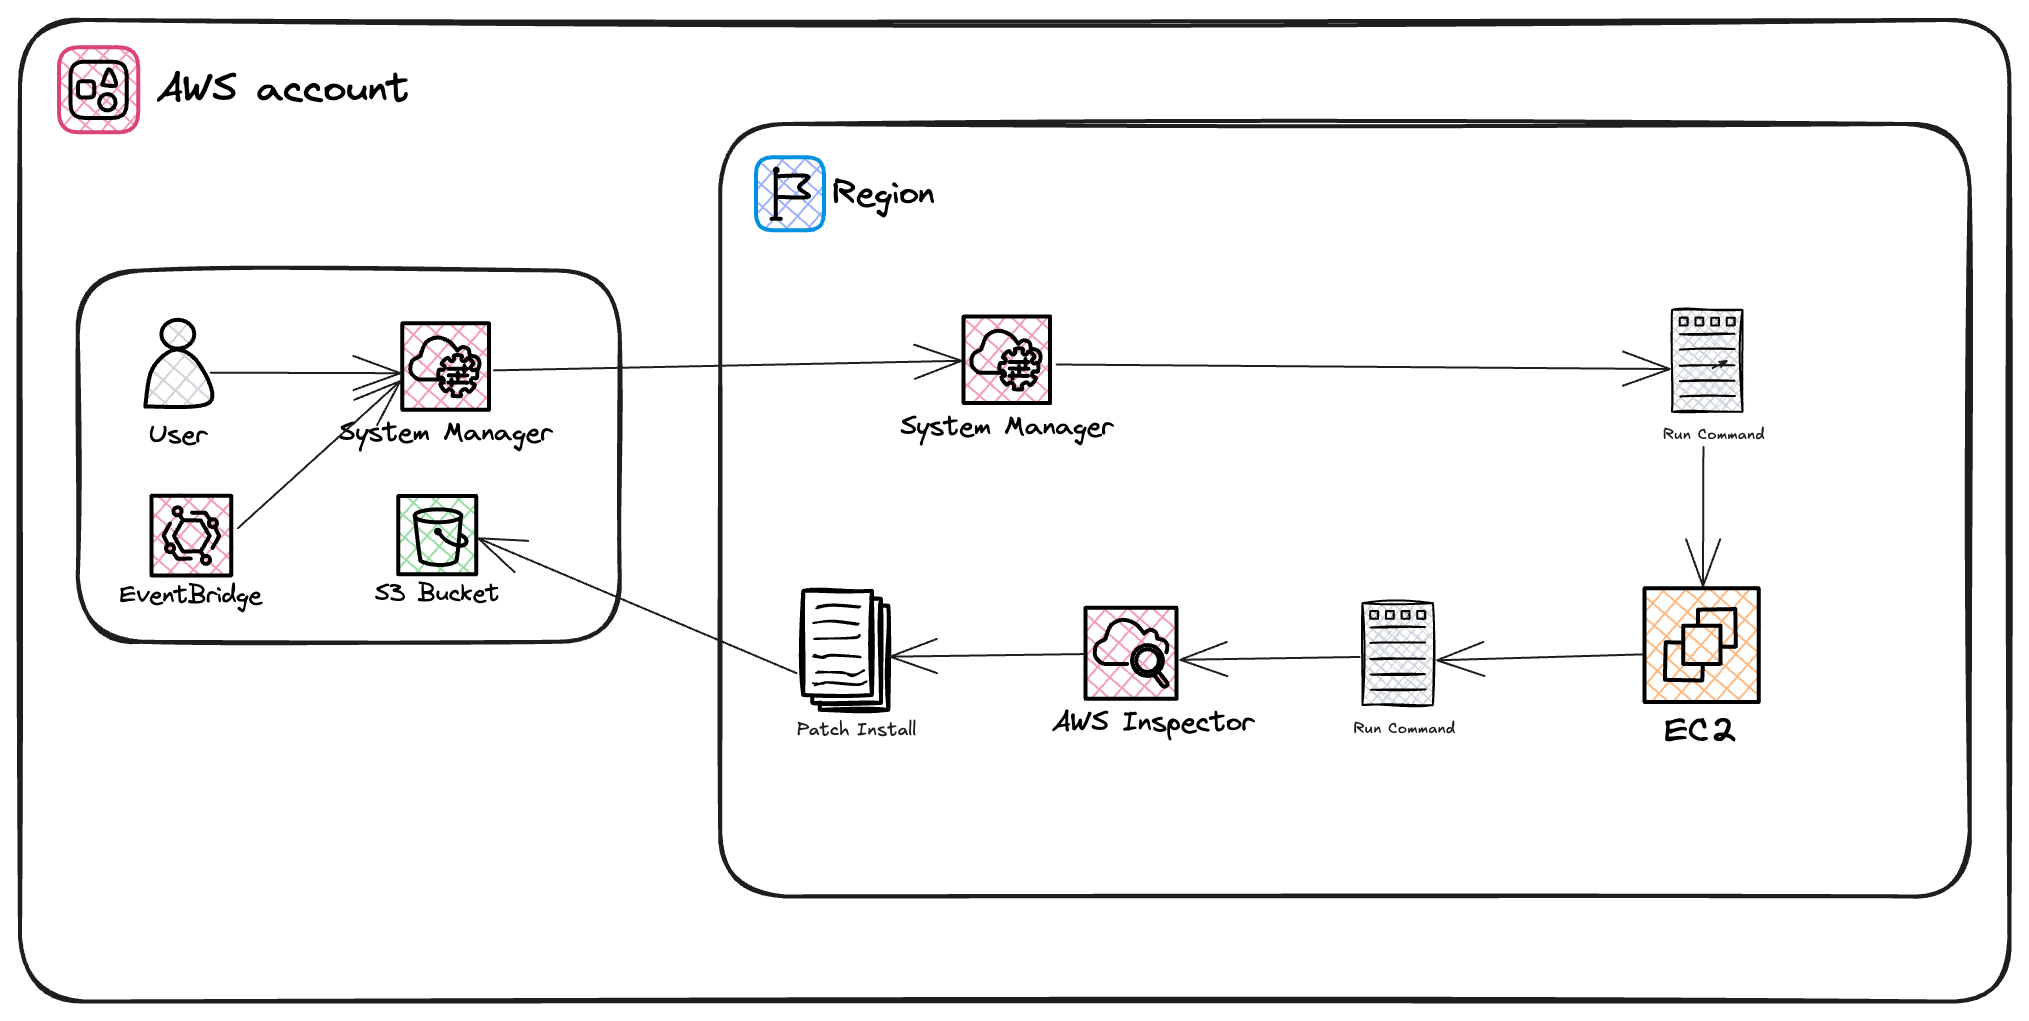 AWS account
Region
User
System Manager
System Manager
Run Command
EventBridge
S3 Bucket
Patch Install
AWS Inspector
Run Command
EC2